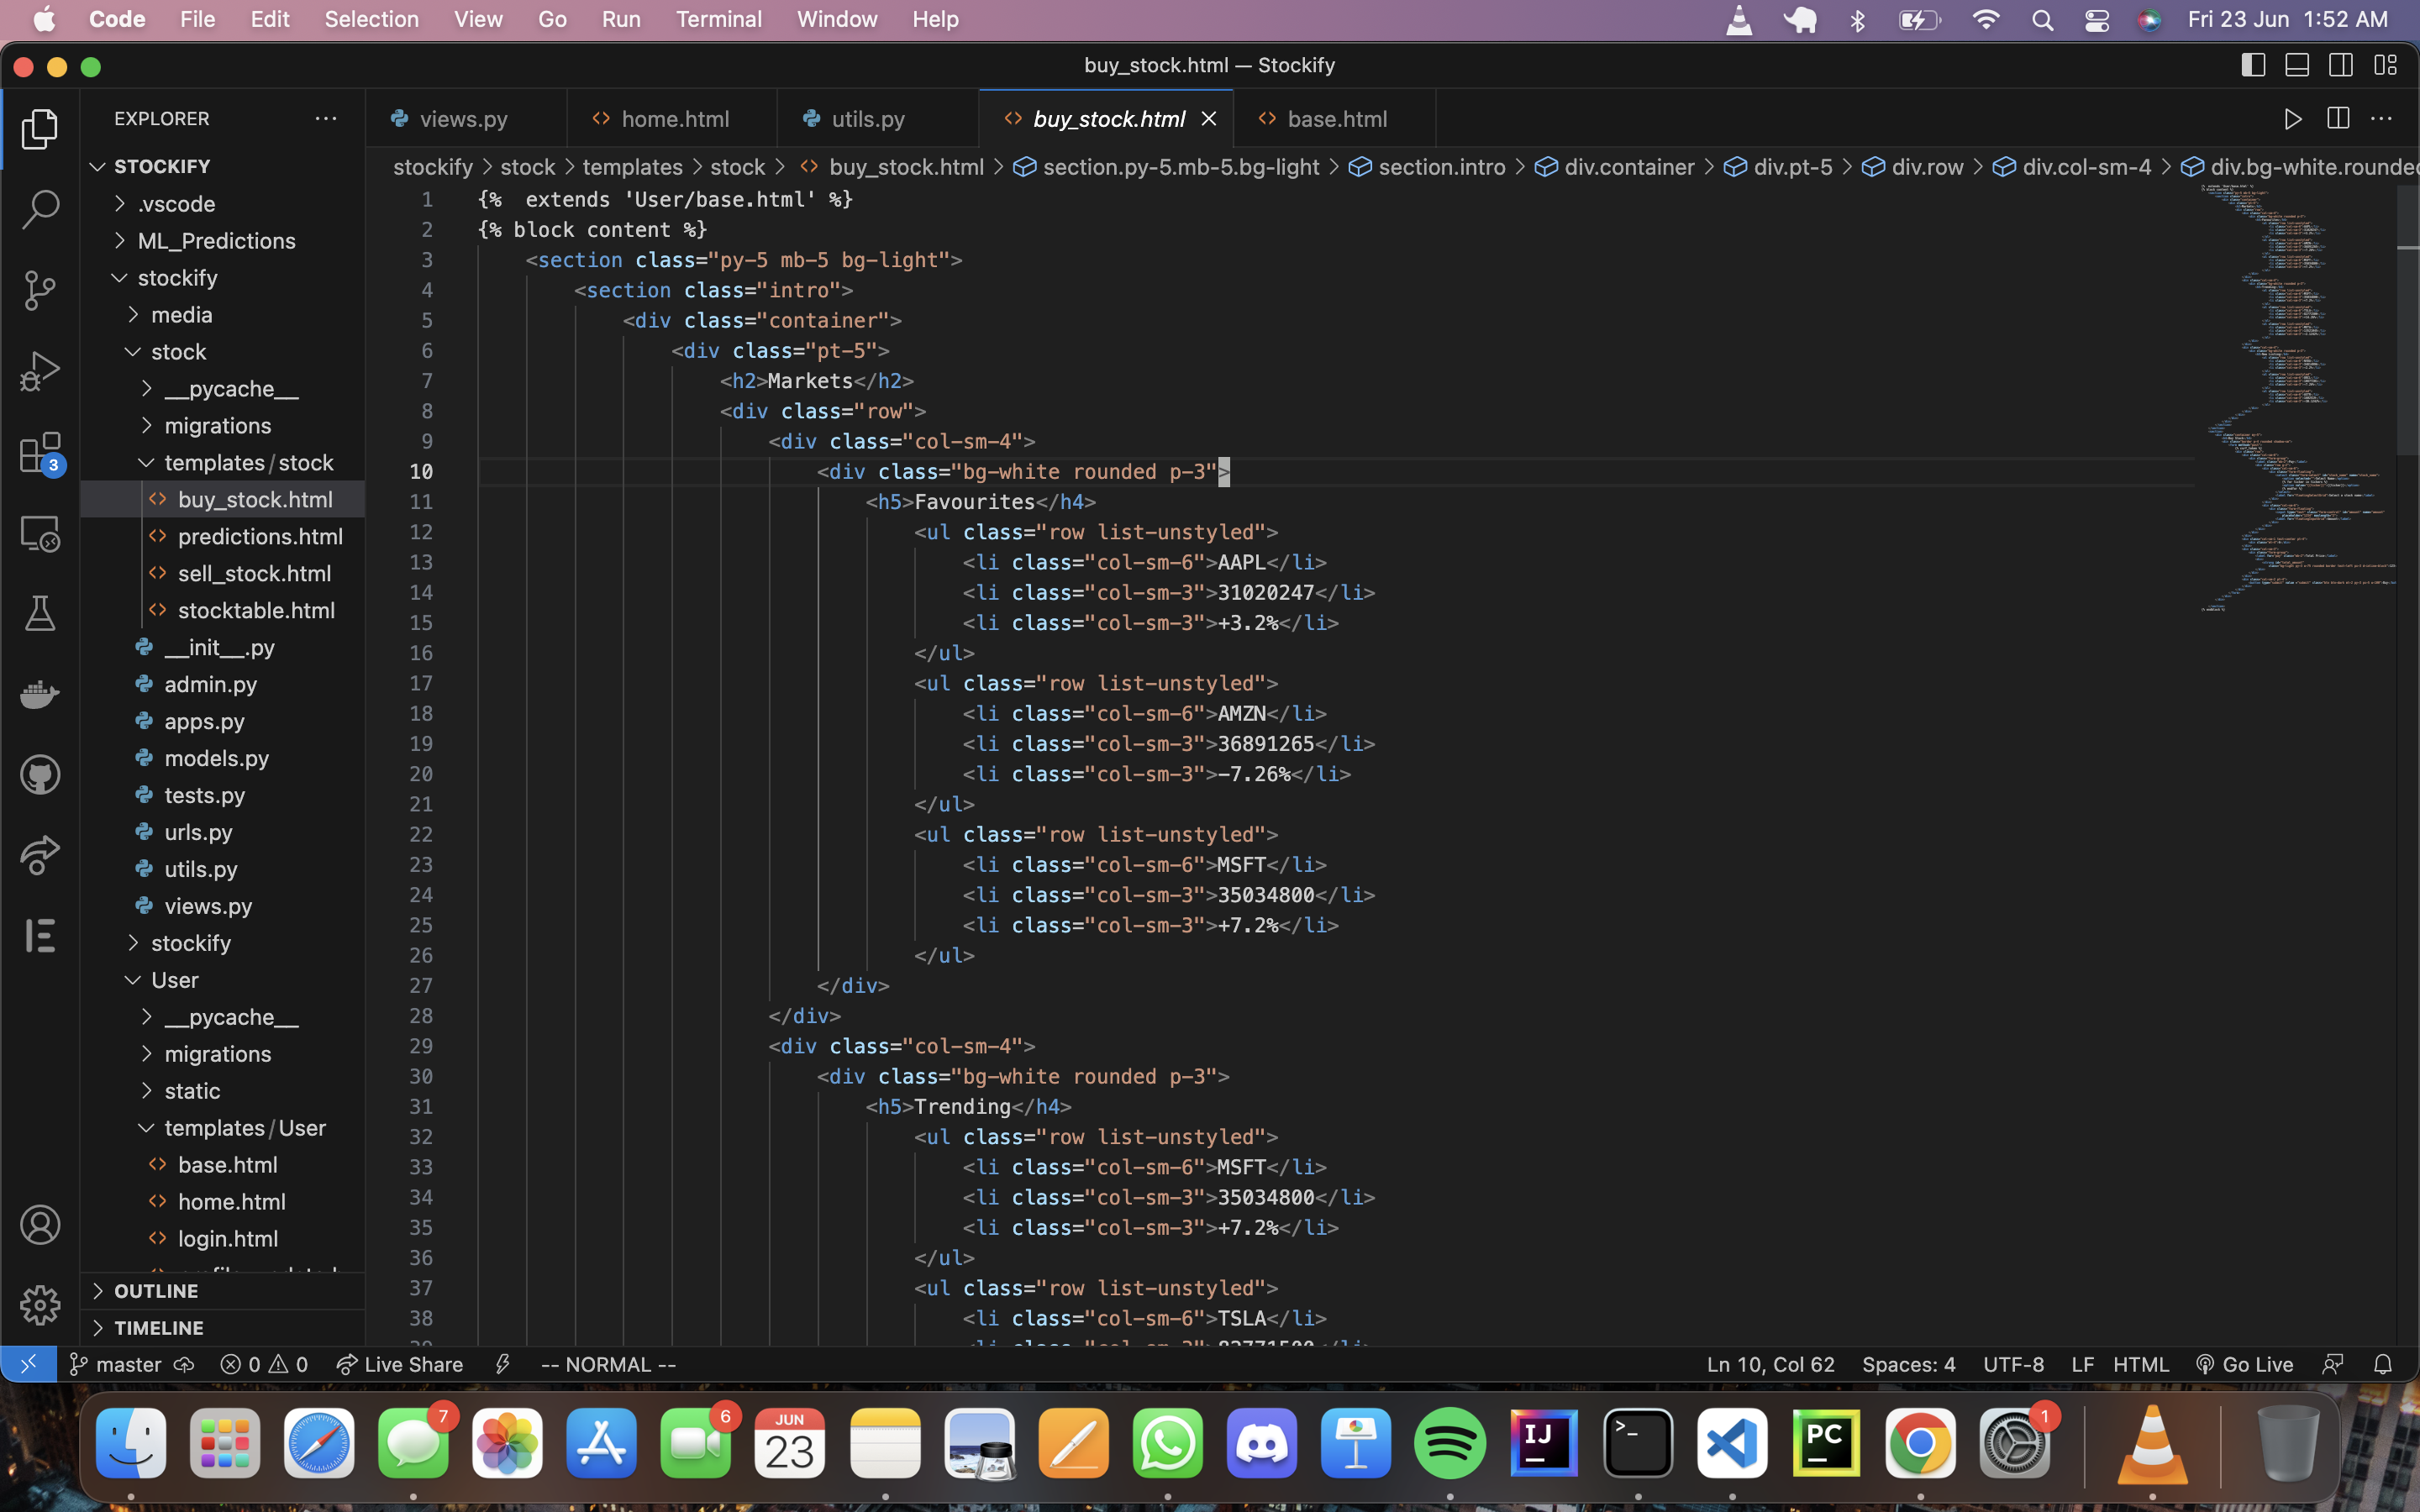 Code File Edit Selection View Go Run Terminal Window Help Fri 23 Jun 1:52 AM
buy_stock.html — Stockify
EXPLORER
views.py home.html utils.py buy_stock.html base.html
stockify > stock > templates > stock > buy_stock.html > section.py-5.mb-5.bg-light > section.intro > div.container > div.pt-5 > div.row > div.col-sm-4 > div.bg-white.rounded
STOCKIFY
.vscode
ML_Predictions
stockify
media
stock
__pycache__
migrations
templates/stock
buy_stock.html
predictions.html
sell_stock.html
stocktable.html
__init__.py
admin.py
apps.py
models.py
tests.py
urls.py
utils.py
views.py
stockify
User
__pycache__
migrations
static
templates/User
base.html
home.html
login.html
OUTLINE
TIMELINE
3
1 {%  extends 'User/base.html' %}
2 {% block content %}
3 <section class="py-5 mb-5 bg-light">
4 <section class="intro">
5 <div class="container">
6 <div class="pt-5">
7 <h2>Markets</h2>
8 <div class="row">
9 <div class="col-sm-4">
10 <div class="bg-white rounded p-3">
11 <h5>Favourites</h4>
12 <ul class="row list-unstyled">
13 <li class="col-sm-6">AAPL</li>
14 <li class="col-sm-3">31020247</li>
15 <li class="col-sm-3">+3.2%</li>
16 </ul>
17 <ul class="row list-unstyled">
18 <li class="col-sm-6">AMZN</li>
19 <li class="col-sm-3">36891265</li>
20 <li class="col-sm-3">-7.26%</li>
21 </ul>
22 <ul class="row list-unstyled">
23 <li class="col-sm-6">MSFT</li>
24 <li class="col-sm-3">35034800</li>
25 <li class="col-sm-3">+7.2%</li>
26 </ul>
27 </div>
28 </div>
29 <div class="col-sm-4">
30 <div class="bg-white rounded p-3">
31 <h5>Trending</h4>
32 <ul class="row list-unstyled">
33 <li class="col-sm-6">MSFT</li>
34 <li class="col-sm-3">35034800</li>
35 <li class="col-sm-3">+7.2%</li>
36 </ul>
37 <ul class="row list-unstyled">
38 <li class="col-sm-6">TSLA</li>
master 0 0 Live Share -- NORMAL -- Ln 10, Col 62 Spaces: 4 UTF-8 LF HTML Go Live
7 6 JUN 23 IJ >_ PC 1